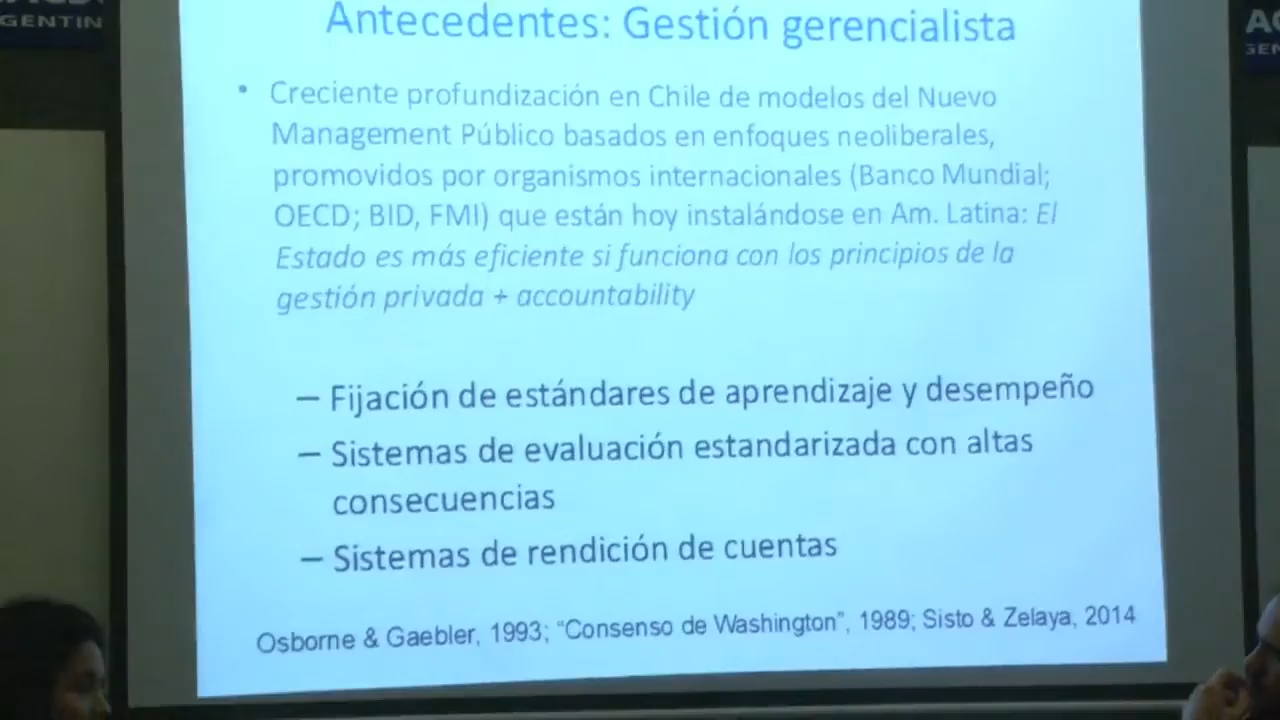 GENTIN
Antecedentes: Gestión gerencialista
• Creciente profundización en Chile de modelos del Nuevo
Management Público basados en enfoques neoliberales,
promovidos por organismos internacionales (Banco Mundial;
OECD; BID, FMI) que están hoy instalándose en Am. Latina: El
Estado es más eficiente si funciona con los principios de la
gestión privada + accountability
– Fijación de estándares de aprendizaje y desempeño
– Sistemas de evaluación estandarizada con altas
consecuencias
– Sistemas de rendición de cuentas
Osborne & Gaebler, 1993; “Consenso de Washington”, 1989; Sisto & Zelaya, 2014